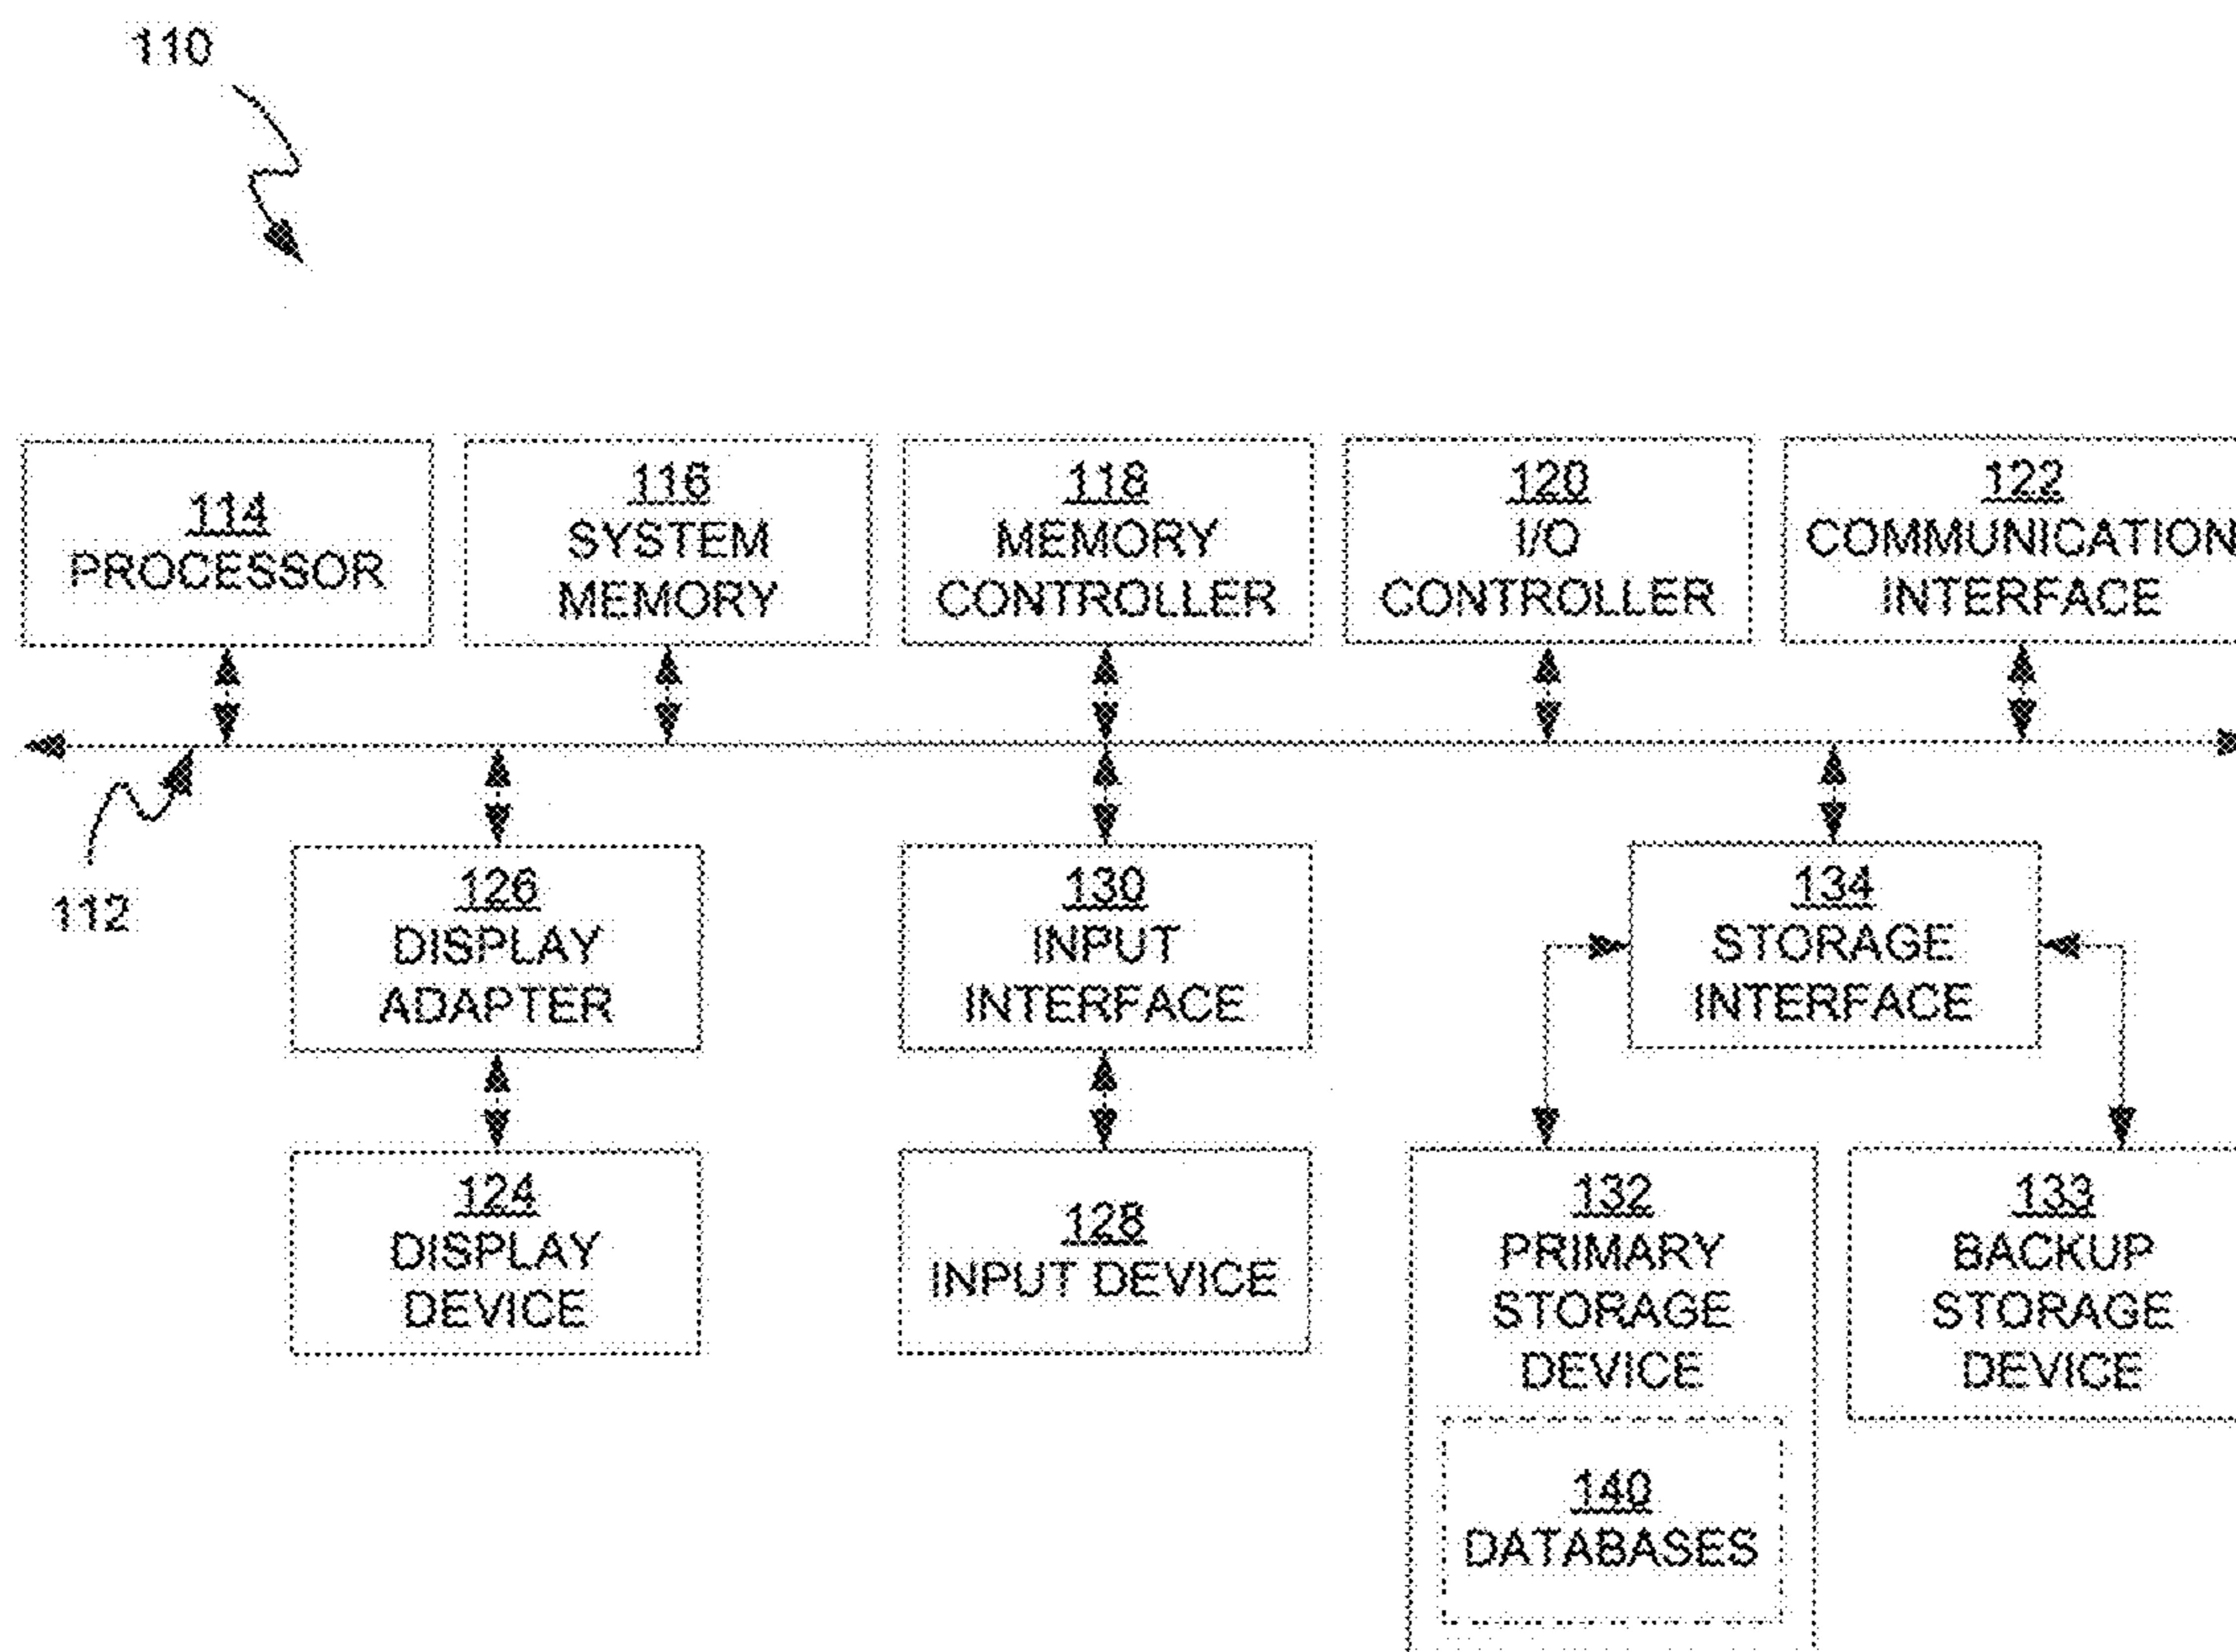 110
114
PROCESSOR
116
SYSTEM
MEMORY
118
MEMORY
CONTROLLER
120
I/O
CONTROLLER
122
COMMUNICATION
INTERFACE
112
126
DISPLAY
ADAPTER
130
INPUT
INTERFACE
134
STORAGE
INTERFACE
124
DISPLAY
DEVICE
128
INPUT DEVICE
132
PRIMARY
STORAGE
DEVICE
133
BACKUP
STORAGE
DEVICE
140
DATABASES